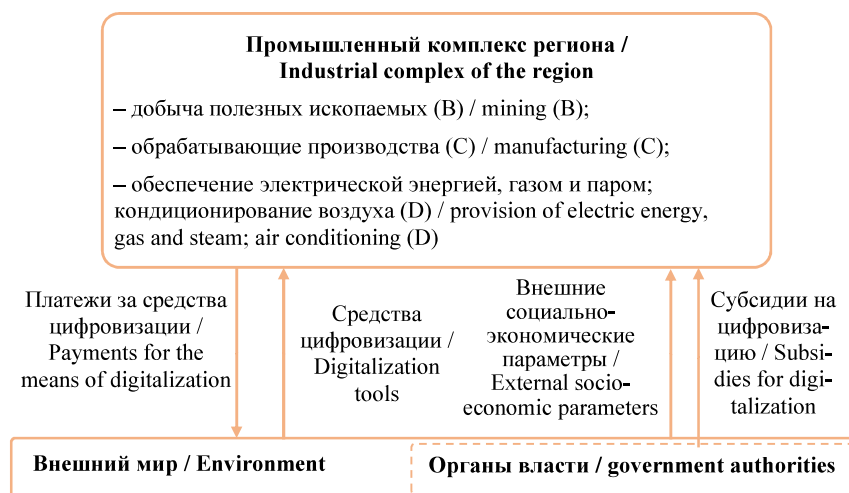 Промышленный комплекс региона /
Industrial complex of the region
– добыча полезных ископаемых (B) / mining (B);
– обрабатывающие производства (C) / manufacturing (C);
– обеспечение электрической энергией, газом и паром;
кондиционирование воздуха (D) / provision of electric energy,
gas and steam; air conditioning (D)
Платежи за средства
цифровизации /
Payments for the
means of digitalization
Средства
цифровизации /
Digitalization
tools
Внешние
социально-
экономические
параметры /
External socio-
economic parameters
Субсидии на
цифровиза-
цию / Subsi-
dies for digi-
talization
Внешний мир / Environment
Органы власти / government authorities